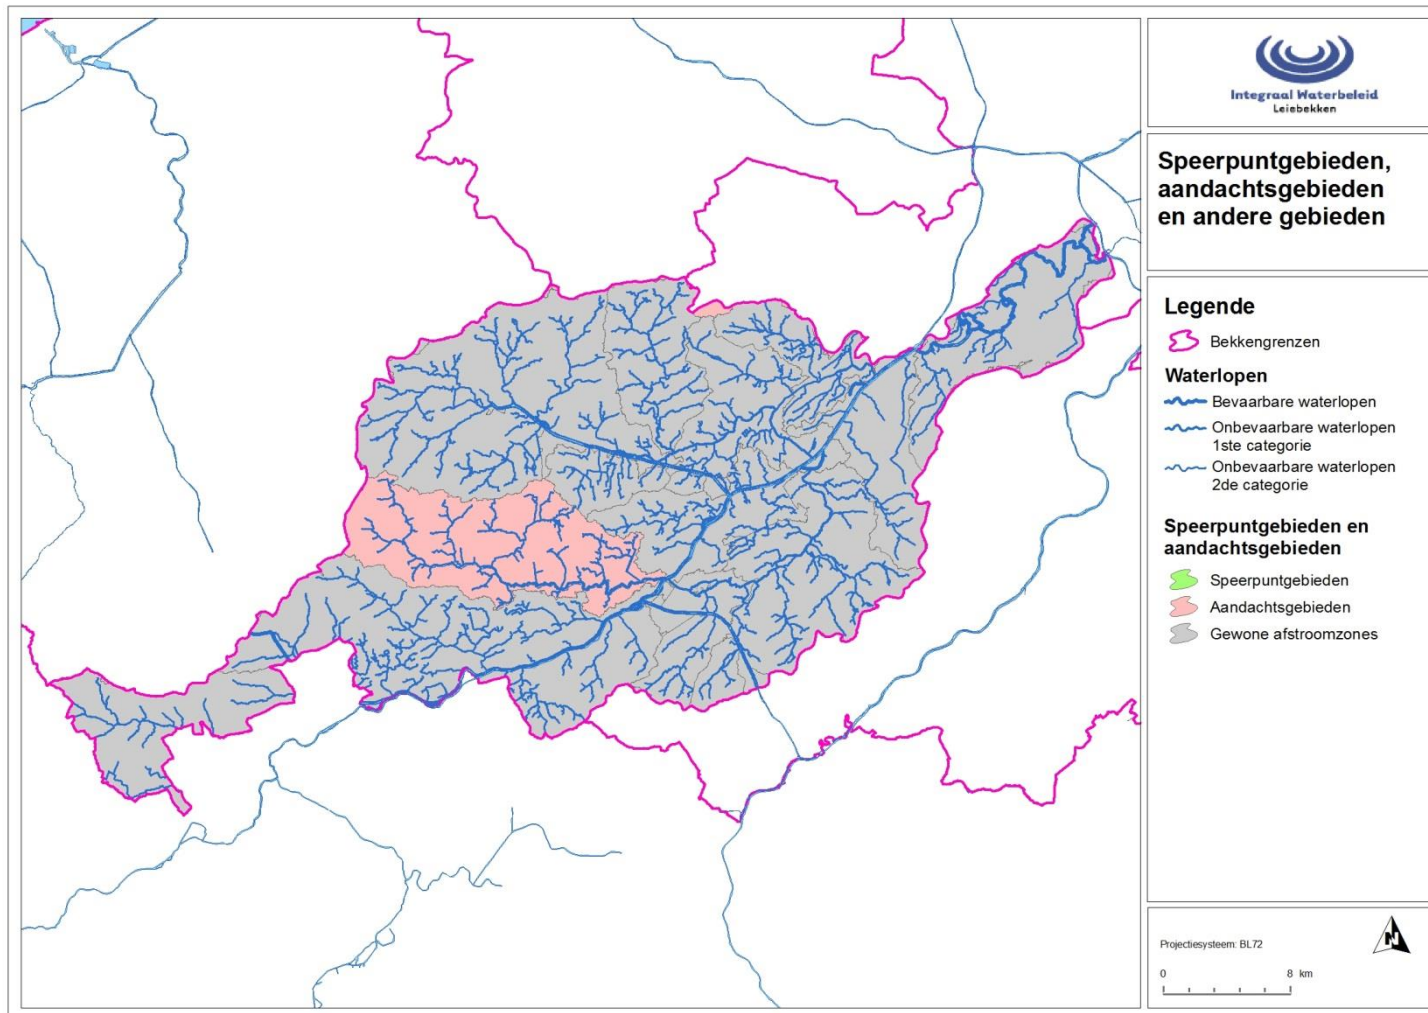 Integraal Waterbeleid
Leiebekken
Speerpuntgebieden,
aandachtsgebieden
en andere gebieden
Legende
Bekkengrenzen
Waterlopen
Bevaarbare waterlopen
Onbevaarbare waterlopen
1ste categorie
Onbevaarbare waterlopen
2de categorie
Speerpuntgebieden en
aandachtsgebieden
Speerpuntgebieden
Aandachtsgebieden
Gewone afstroomzones
Projectiesysteem: BL72
N
0 8 km